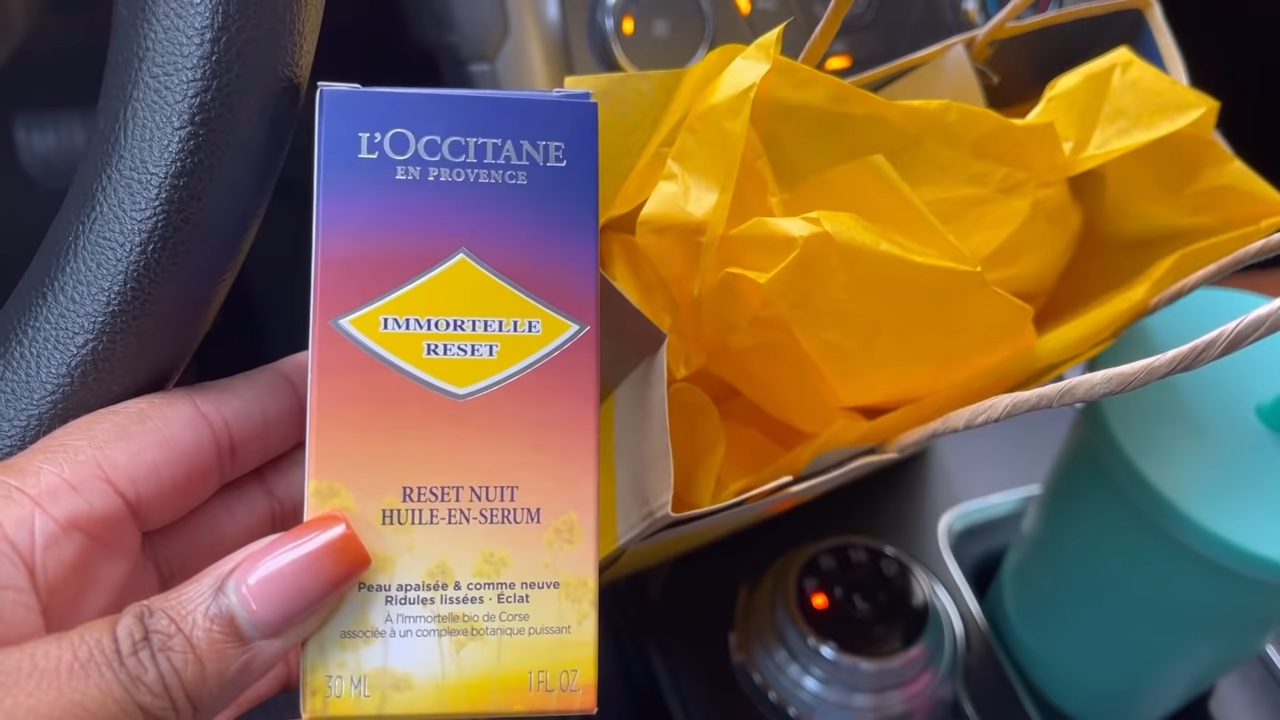 L'OCCITANE
EN PROVENCE
IMMORTELLE
RESET
RESET NUIT
HUILE-EN-SERUM
Peau apaisée & comme neuve
Ridules lissées · Éclat
À l'Immortelle bio de Corse
associée à un complexe botanique puissant
30 ML 1 FL OZ.